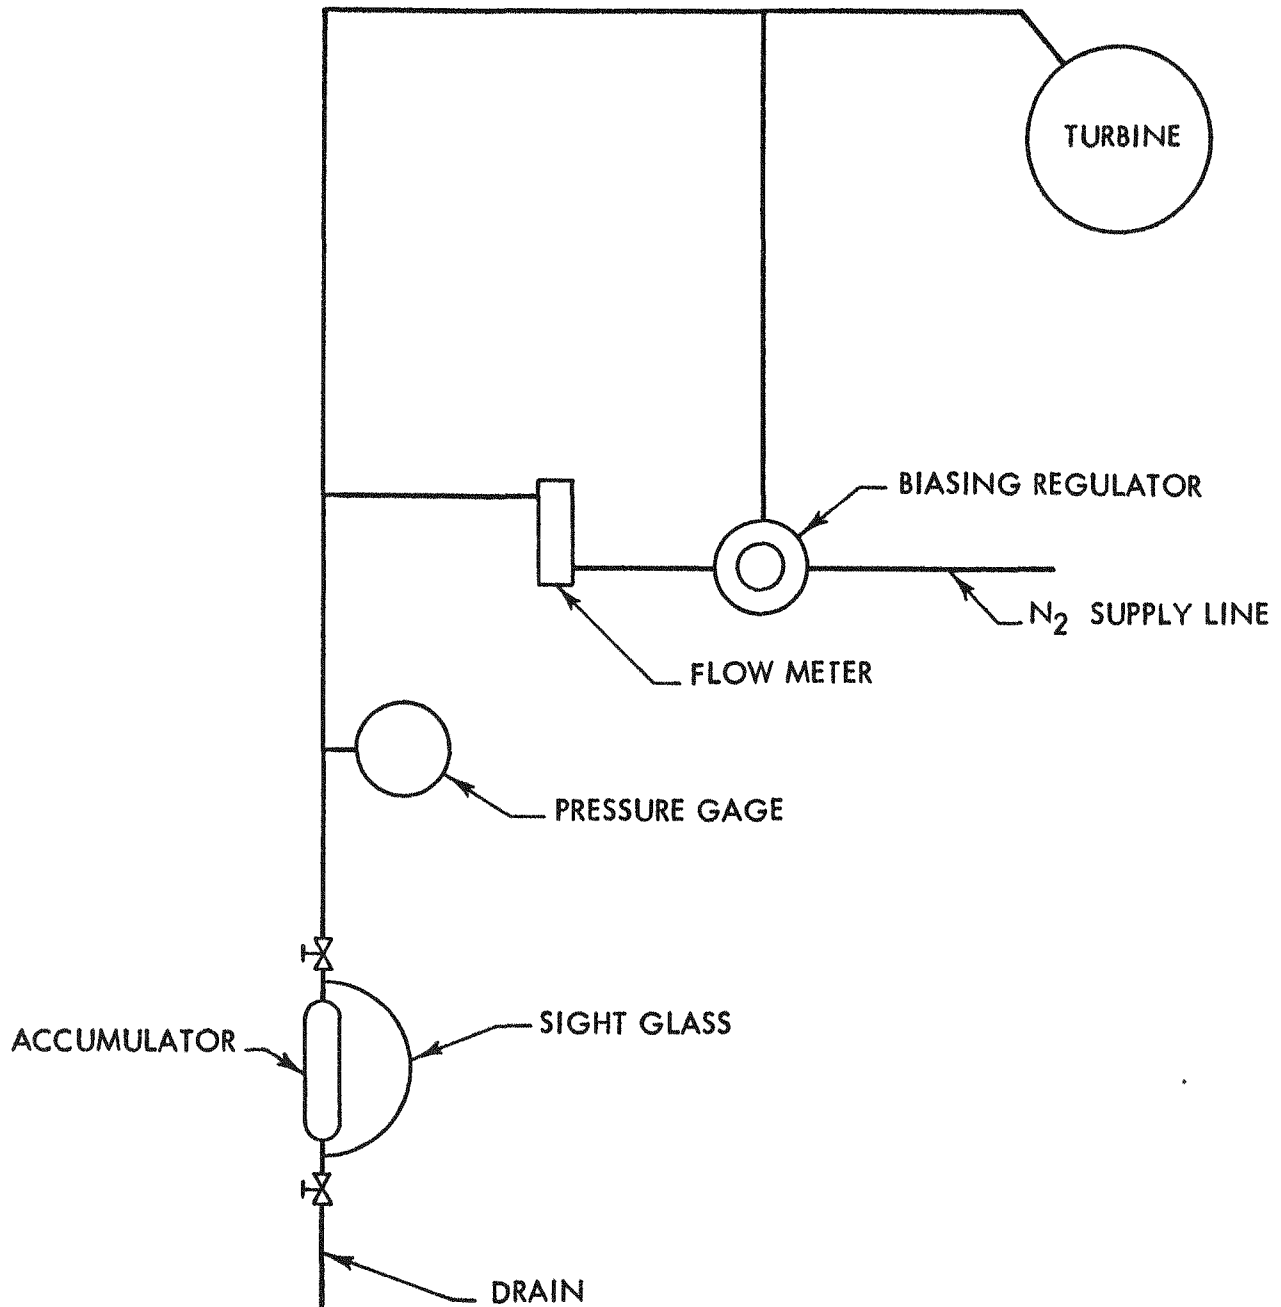 TURBINE
BIASING REGULATOR
N₂ SUPPLY LINE
FLOW METER
PRESSURE GAGE
SIGHT GLASS
ACCUMULATOR
DRAIN